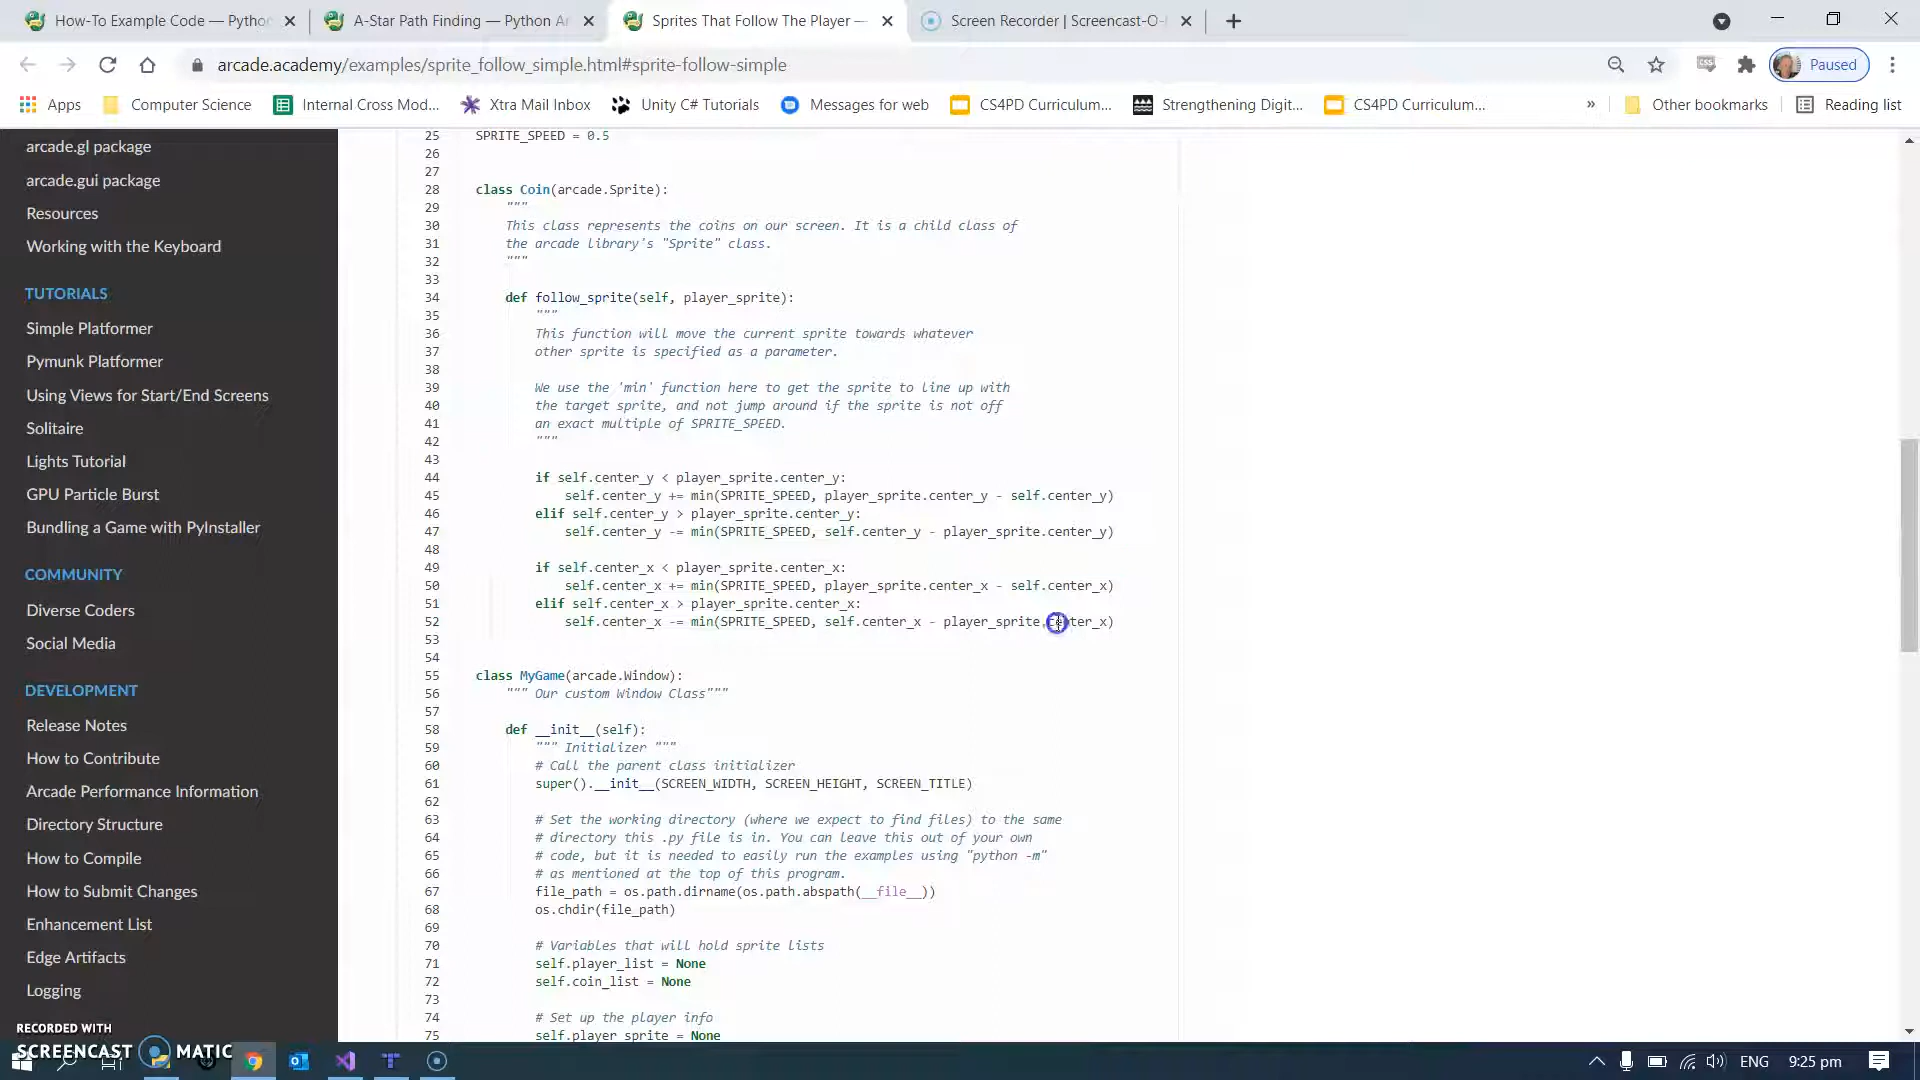 How-To Example Code — Pytho
A-Star Path Finding — Python Ar
Sprites That Follow The Player —
Screen Recorder | Screencast-O-
arcade.academy/examples/sprite_follow_simple.html#sprite-follow-simple
Paused
Apps
Computer Science
Internal Cross Mod...
Xtra Mail Inbox
Unity C# Tutorials
Messages for web
CS4PD Curriculum...
Strengthening Digit...
CS4PD Curriculum...
»
Other bookmarks
Reading list
arcade.gl package
arcade.gui package
Resources
Working with the Keyboard
TUTORIALS
Simple Platformer
Pymunk Platformer
Using Views for Start/End Screens
Solitaire
Lights Tutorial
GPU Particle Burst
Bundling a Game with PyInstaller
COMMUNITY
Diverse Coders
Social Media
DEVELOPMENT
Release Notes
How to Contribute
Arcade Performance Information
Directory Structure
How to Compile
How to Submit Changes
Enhancement List
Edge Artifacts
Logging
25 SPRITE_SPEED = 0.5
26
27
28 class Coin(arcade.Sprite):
29 """
30 This class represents the coins on our screen. It is a child class of
31 the arcade library's "Sprite" class.
32 """
33
34 def follow_sprite(self, player_sprite):
35 """
36 This function will move the current sprite towards whatever
37 other sprite is specified as a parameter.
38
39 We use the 'min' function here to get the sprite to line up with
40 the target sprite, and not jump around if the sprite is not off
41 an exact multiple of SPRITE_SPEED.
42 """
43
44 if self.center_y < player_sprite.center_y:
45 self.center_y += min(SPRITE_SPEED, player_sprite.center_y - self.center_y)
46 elif self.center_y > player_sprite.center_y:
47 self.center_y -= min(SPRITE_SPEED, self.center_y - player_sprite.center_y)
48
49 if self.center_x < player_sprite.center_x:
50 self.center_x += min(SPRITE_SPEED, player_sprite.center_x - self.center_x)
51 elif self.center_x > player_sprite.center_x:
52 self.center_x -= min(SPRITE_SPEED, self.center_x - player_sprite.center_x)
53
54
55 class MyGame(arcade.Window):
56 """ Our custom Window Class"""
57
58 def __init__(self):
59 """ Initializer """
60 # Call the parent class initializer
61 super().__init__(SCREEN_WIDTH, SCREEN_HEIGHT, SCREEN_TITLE)
62
63 # Set the working directory (where we expect to find files) to the same
64 # directory this .py file is in. You can leave this out of your own
65 # code, but it is needed to easily run the examples using "python -m"
66 # as mentioned at the top of this program.
67 file_path = os.path.dirname(os.path.abspath(__file__))
68 os.chdir(file_path)
69
70 # Variables that will hold sprite lists
71 self.player_list = None
72 self.coin_list = None
73
74 # Set up the player info
75 self.player_sprite = None
RECORDED WITH
SCREENCAST MATIC
ENG
9:25 pm